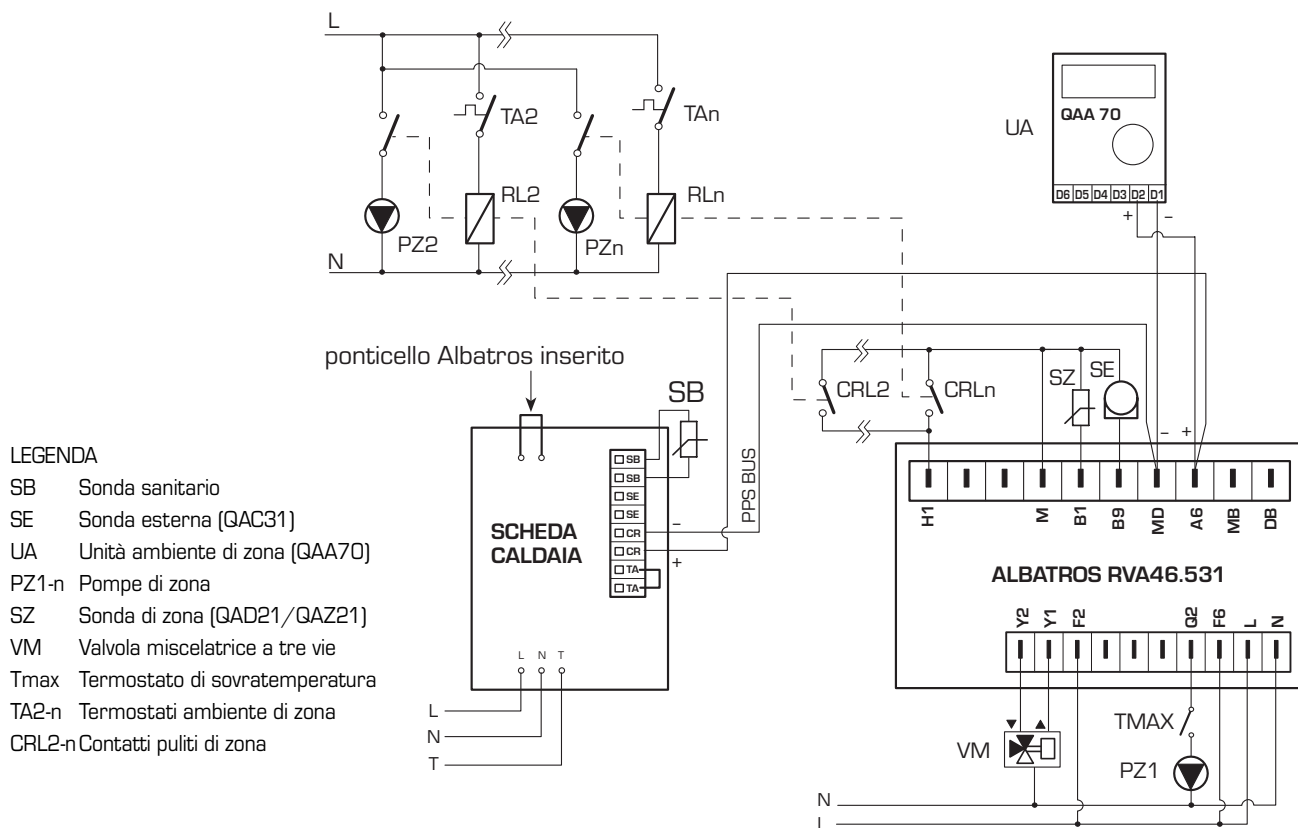 L
TA2
TAn
RL2
RLn
PZ2
PZn
N
UA
QAA 70
D6 D5 D4 D3 D2 D1
+ −
ponticello Albatros inserito
SB
CRL2
CRLn
SZ
SE
− +
PPS BUS
LEGENDA
SB Sonda sanitario
SE Sonda esterna (QAC31)
UA Unità ambiente di zona (QAA70)
PZ1-n Pompe di zona
SZ Sonda di zona (QAD21/QAZ21)
VM Valvola miscelatrice a tre vie
Tmax Termostato di sovratemperatura
TA2-n Termostati ambiente di zona
CRL2-n Contatti puliti di zona
SCHEDA
CALDAIA
SB
SB
SE
SE
CR
CR
TA
TA
−
+
L N T
L
N
T
H1 M B1 B9 MD A6 MB DB
ALBATROS RVA46.531
Y2 Y1 F2 Q2 F6 L N
TMAX
VM
PZ1
N
L